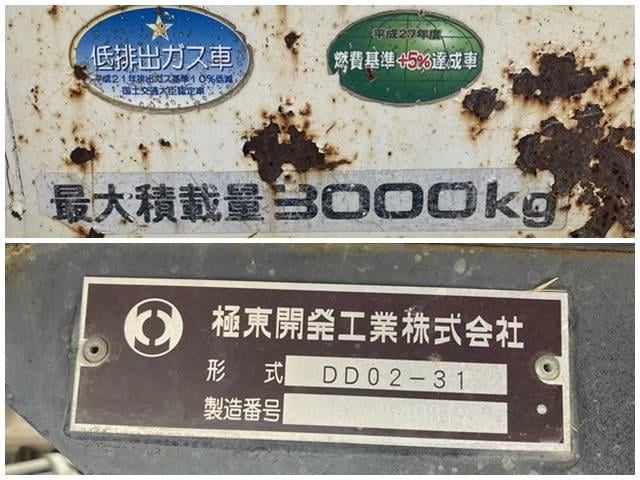 低排出ガス車
平成21年排出ガス基準10%低減
国土交通大臣認定車
平成27年度
燃費基準+5%達成車
最大積載量 3000kg
極東開発工業株式会社
形式 DD02-31
製造番号